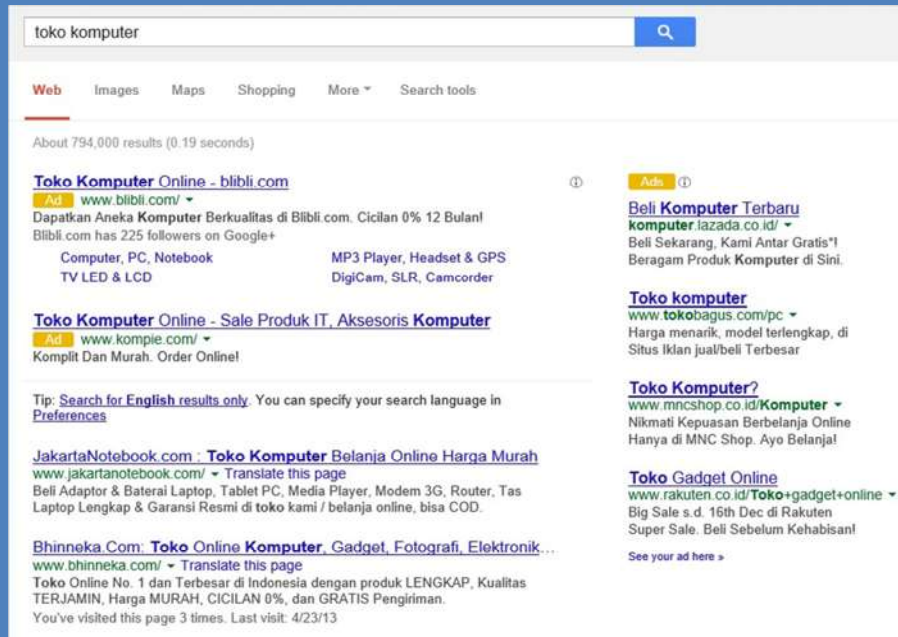 toko komputer
Web Images Maps Shopping More Search tools
About 794,000 results (0.19 seconds)
Toko Komputer Online - blibli.com
Ad www.blibli.com/
Dapatkan Aneka Komputer Berkualitas di Blibli.com. Cicilan 0% 12 Bulan!
Blibli.com has 225 followers on Google+
Computer, PC, Notebook MP3 Player, Headset & GPS
TV LED & LCD DigiCam, SLR, Camcorder
Toko Komputer Online - Sale Produk IT, Aksesoris Komputer
Ad www.kompie.com/
Komplit Dan Murah. Order Online!
Tip: Search for English results only. You can specify your search language in
Preferences
JakartaNotebook.com : Toko Komputer Belanja Online Harga Murah
www.jakartanotebook.com/ Translate this page
Beli Adaptor & Baterai Laptop, Tablet PC, Media Player, Modem 3G, Router, Tas
Laptop Lengkap & Garansi Resmi di toko kami / belanja online, bisa COD.
Bhinneka.Com: Toko Online Komputer, Gadget, Fotografi, Elektronik...
www.bhinneka.com/ Translate this page
Toko Online No. 1 dan Terbesar di Indonesia dengan produk LENGKAP, Kualitas
TERJAMIN, Harga MURAH, CICILAN 0%, dan GRATIS Pengiriman.
You've visited this page 3 times. Last visit: 4/23/13
Ads
Beli Komputer Terbaru
komputer.lazada.co.id/
Beli Sekarang, Kami Antar Gratis*!
Beragam Produk Komputer di Sini.
Toko komputer
www.tokobagus.com/pc
Harga menarik, model terlengkap, di
Situs Iklan jual/beli Terbesar
Toko Komputer?
www.mncshop.co.id/Komputer
Nikmati Kepuasan Berbelanja Online
Hanya di MNC Shop. Ayo Belanja!
Toko Gadget Online
www.rakuten.co.id/Toko+gadget+online
Big Sale s.d. 16th Dec di Rakuten
Super Sale. Beli Sebelum Kehabisan!
See your ad here »